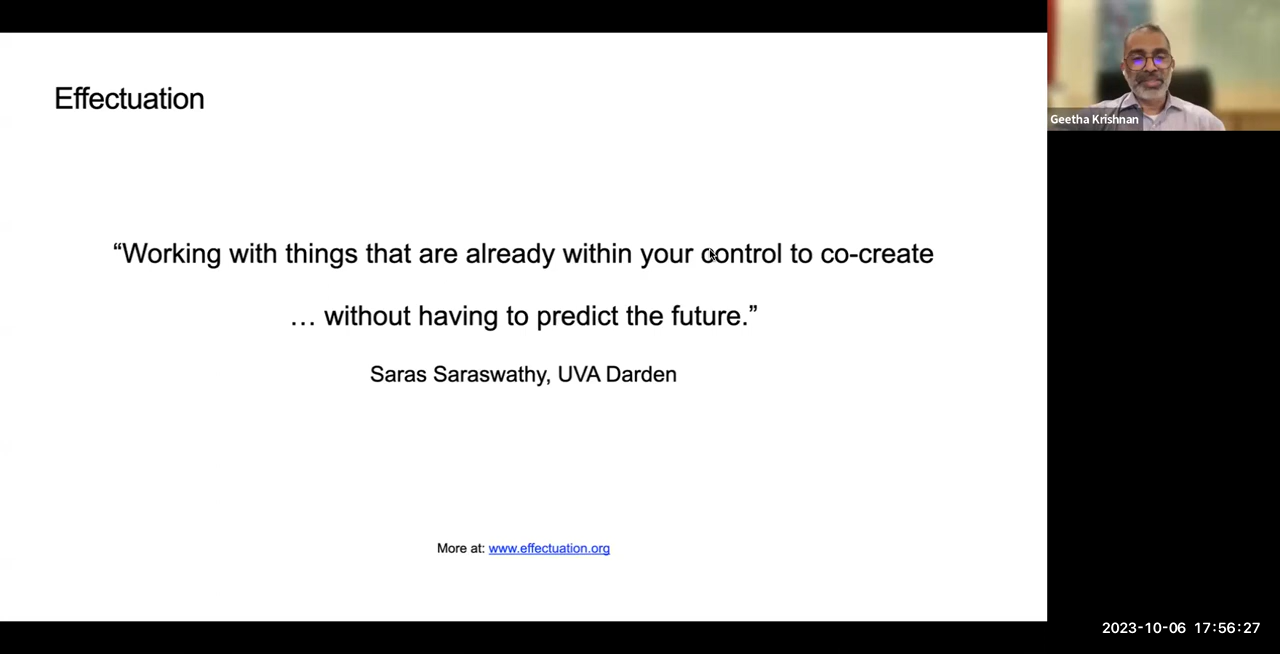 Effectuation
“Working with things that are already within your control to co-create
… without having to predict the future.”
Saras Saraswathy, UVA Darden
More at: www.effectuation.org
Geetha Krishnan
2023-10-06 17:56:27